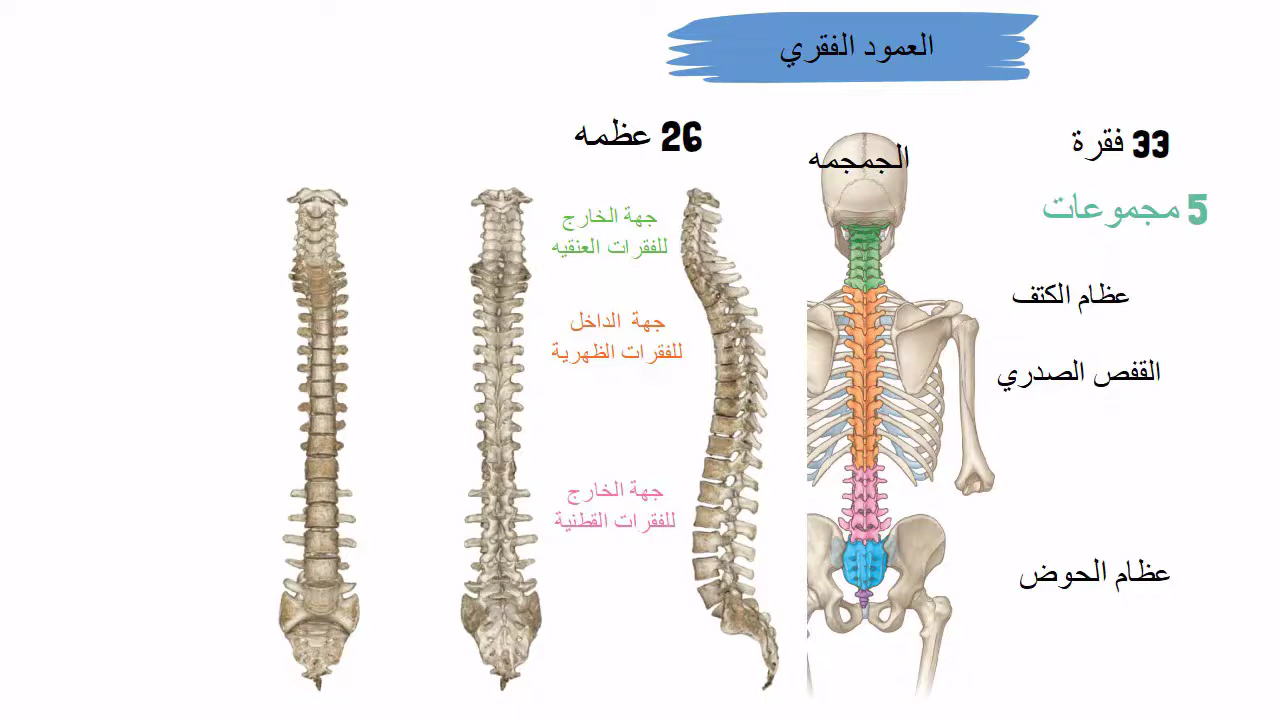 العمود الفقري
33 فقرة
26 عظمه
الجمجمه
5 مجموعات
جهة الخارج
للفقرات العنقيه
عظام الكتف
جهة الداخل
للفقرات الظهرية
القفص الصدري
جهة الخارج
للفقرات القطنية
عظام الحوض